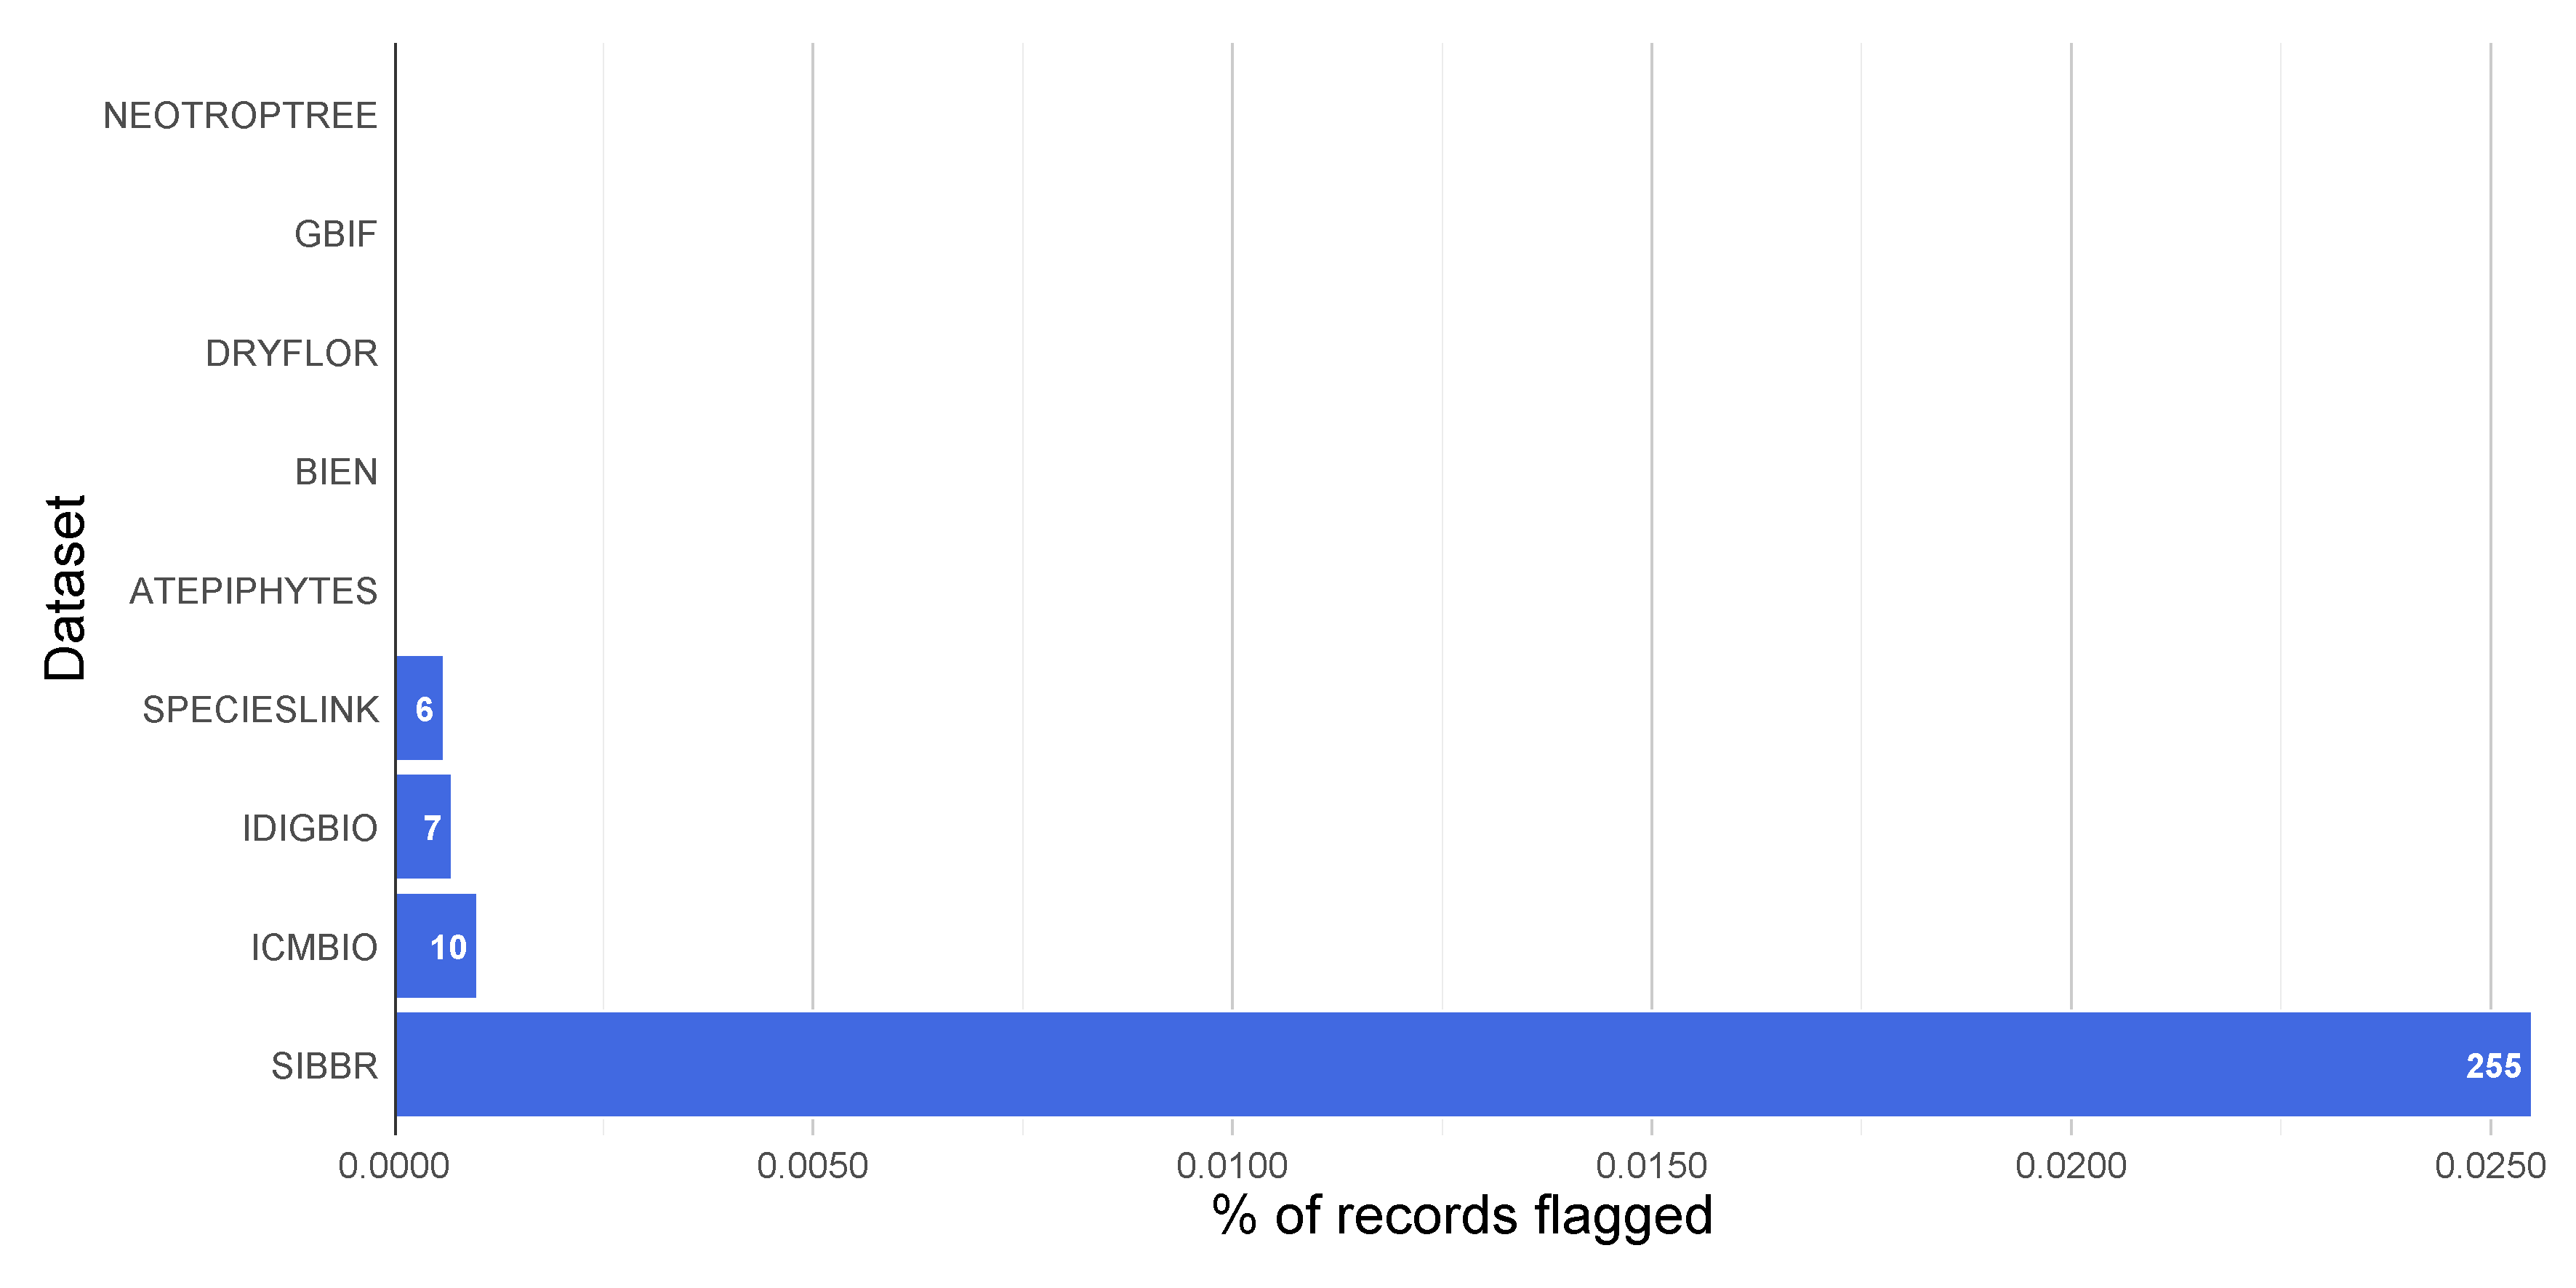 NEOTROPTREE
GBIF
DRYFLOR
BIEN
ATEPIPHYTES
SPECIESLINK
6
IDIGBIO
7
ICMBIO
10
SIBBR
255
Dataset
0.0000 0.0050 0.0100 0.0150 0.0200 0.0250
% of records flagged